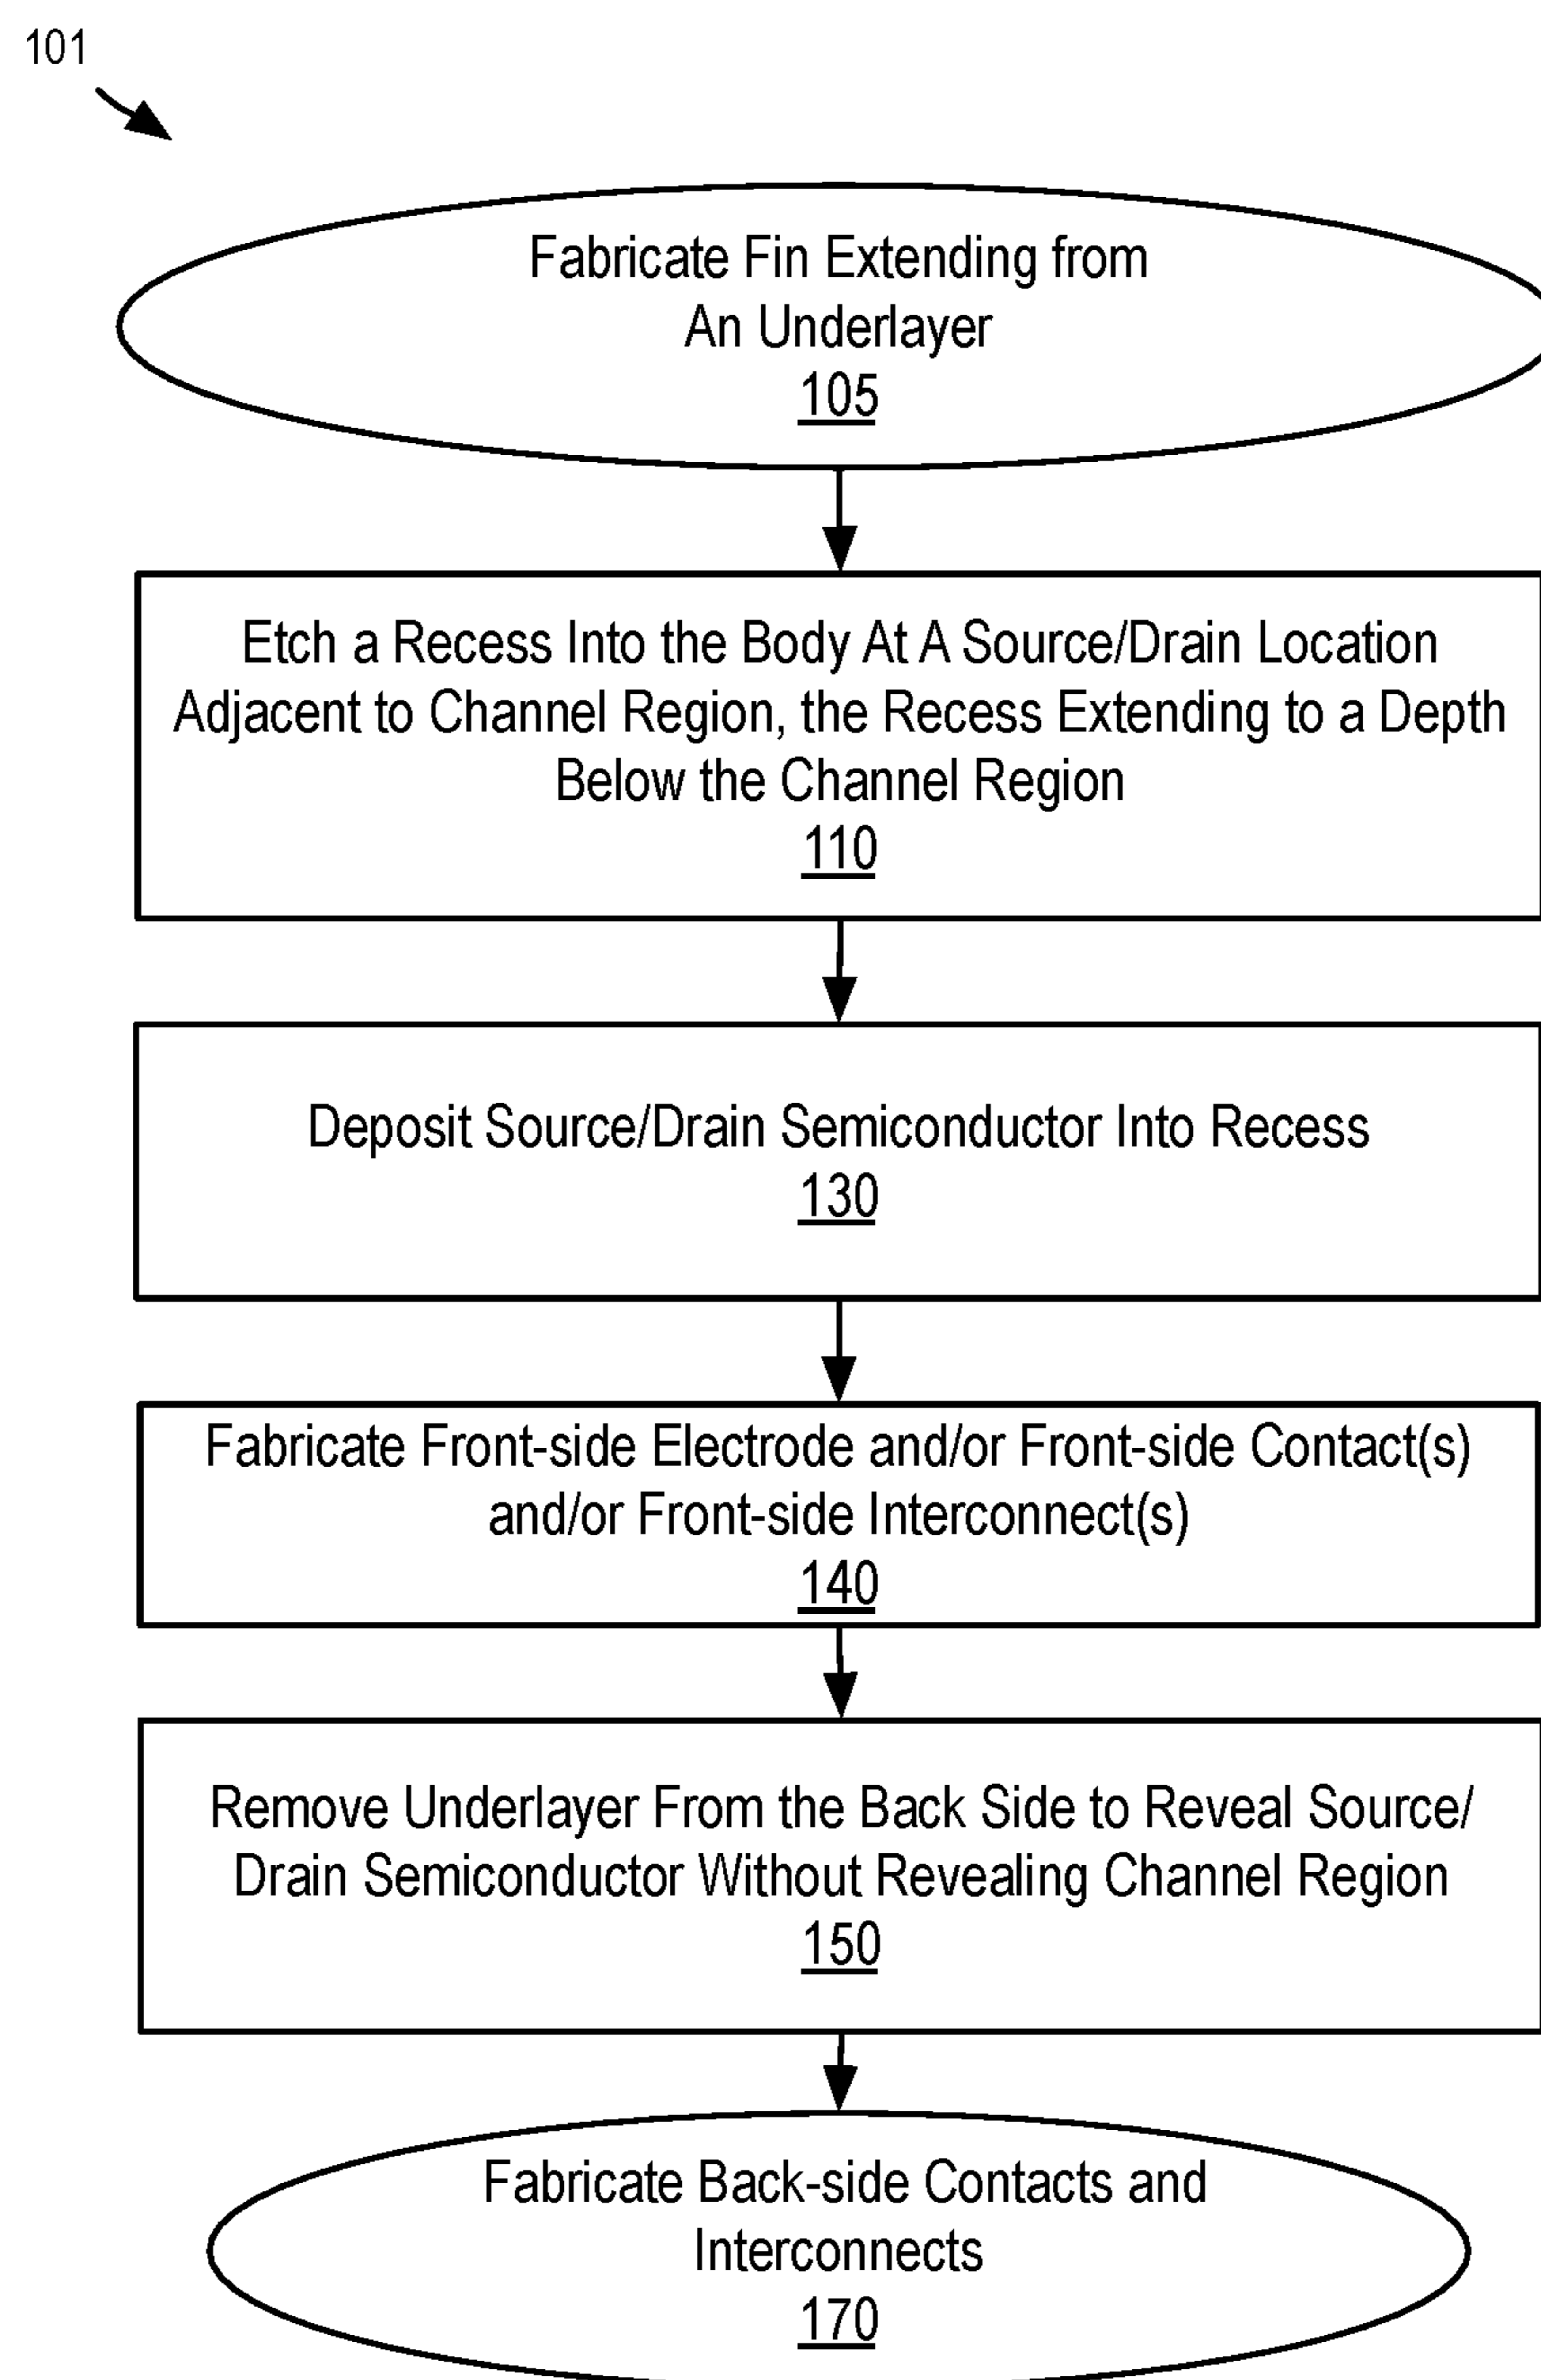 101
Fabricate Fin Extending from
An Underlayer
105
Etch a Recess Into the Body At A Source/Drain Location
Adjacent to Channel Region, the Recess Extending to a Depth
Below the Channel Region
110
Deposit Source/Drain Semiconductor Into Recess
130
Fabricate Front-side Electrode and/or Front-side Contact(s)
and/or Front-side Interconnect(s)
140
Remove Underlayer From the Back Side to Reveal Source/
Drain Semiconductor Without Revealing Channel Region
150
Fabricate Back-side Contacts and
Interconnects
170